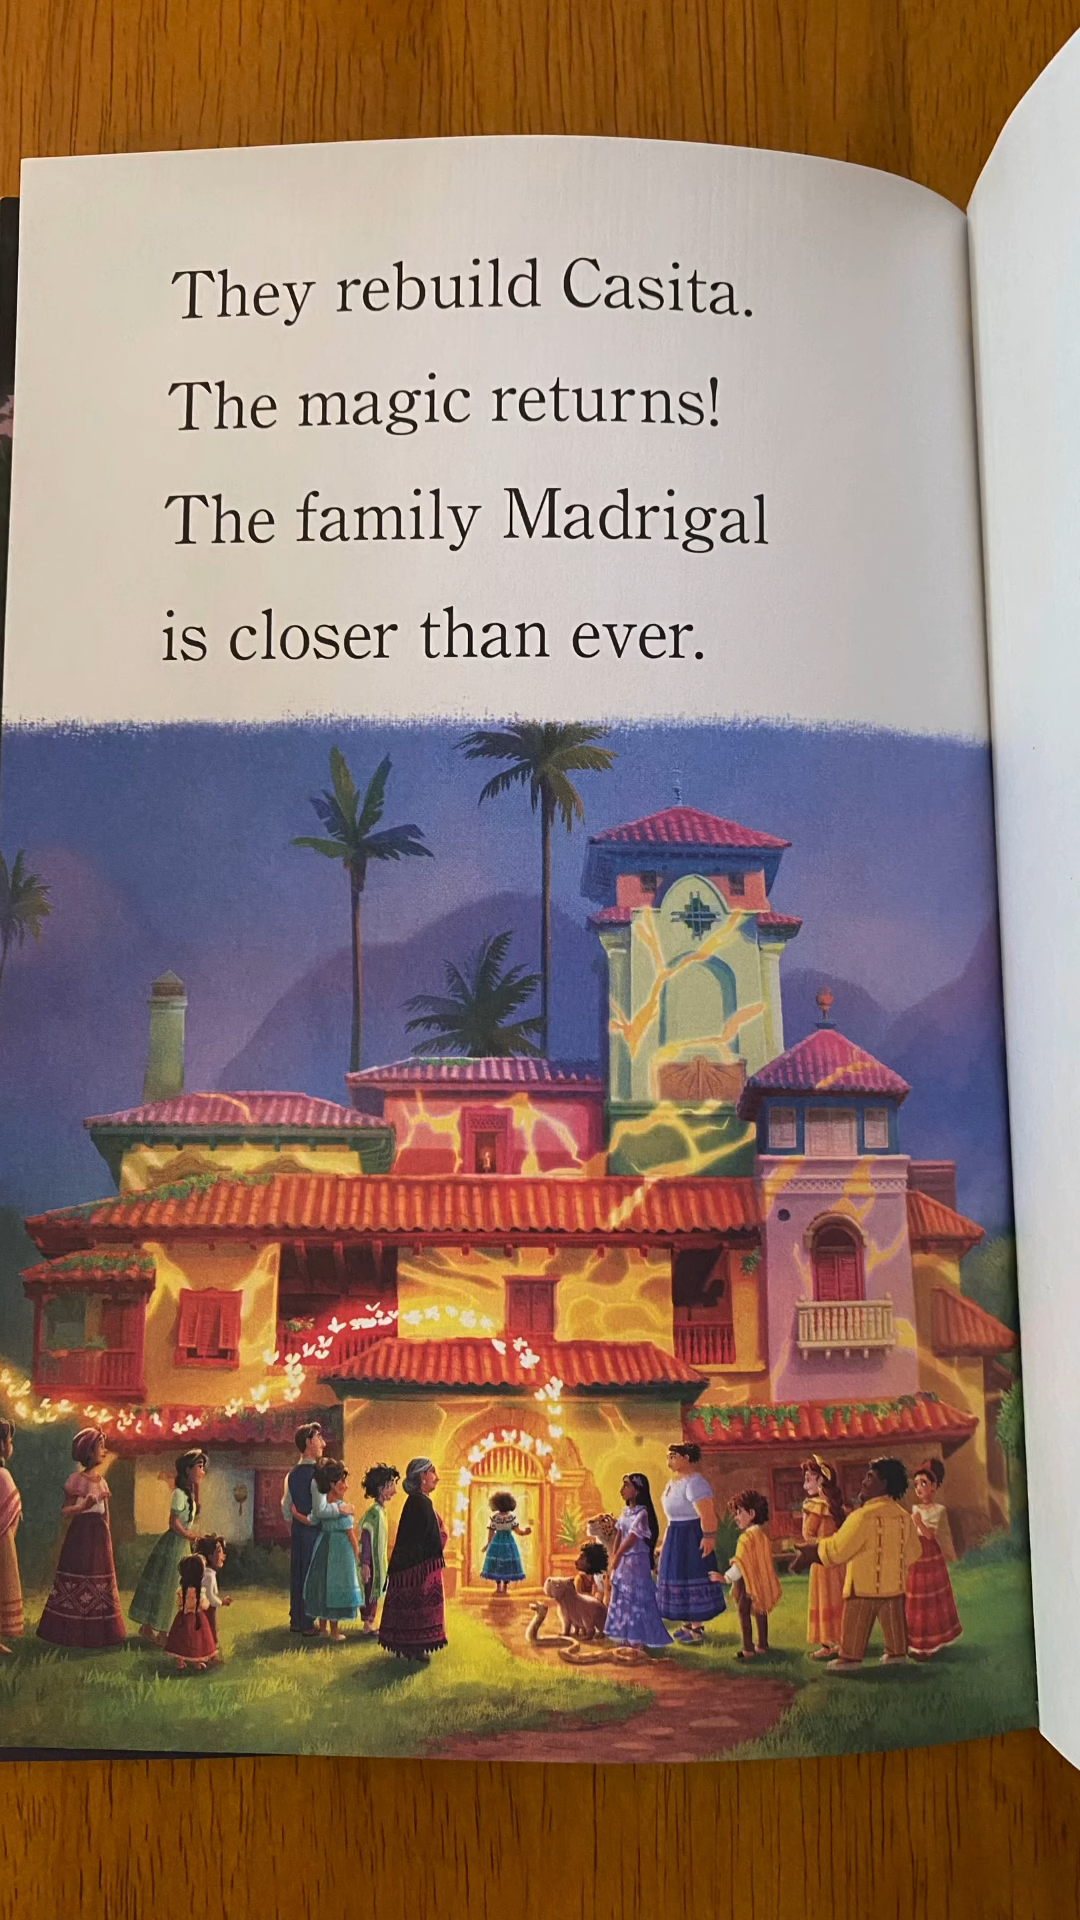 They rebuild Casita.
The magic returns!
The family Madrigal
is closer than ever.